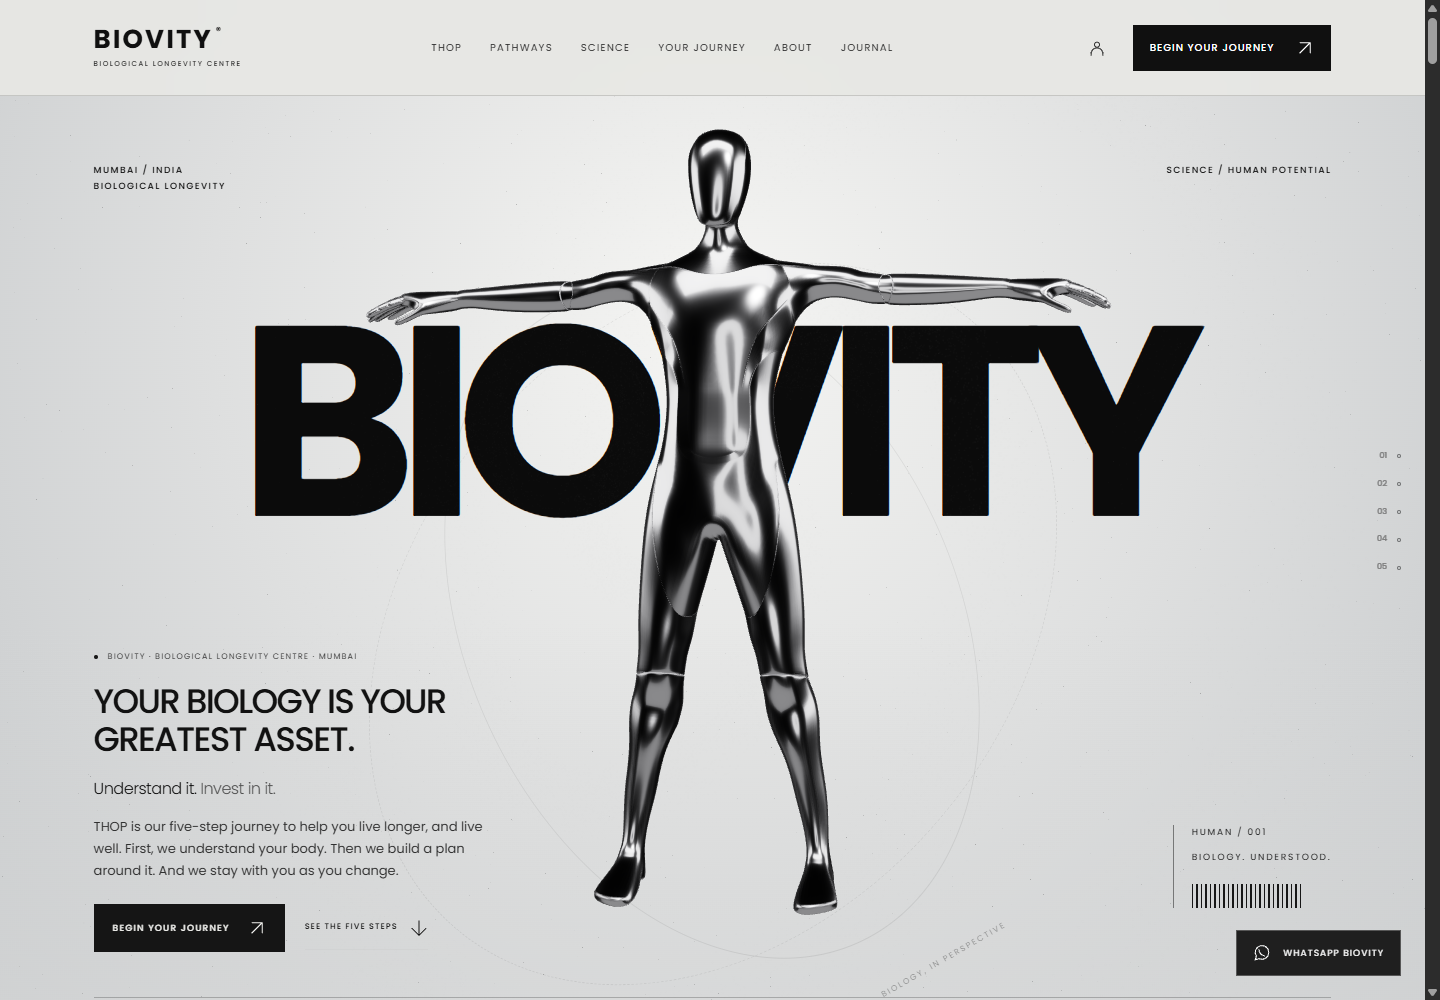 BIOVITY®
BIOLOGICAL LONGEVITY CENTRE
THOP
PATHWAYS
SCIENCE
YOUR JOURNEY
ABOUT
JOURNAL
BEGIN YOUR JOURNEY
MUMBAI / INDIA
BIOLOGICAL LONGEVITY
SCIENCE / HUMAN POTENTIAL
BIOVITY
01
02
03
04
05
BIOVITY · BIOLOGICAL LONGEVITY CENTRE · MUMBAI
YOUR BIOLOGY IS YOUR
GREATEST ASSET.
Understand it. Invest in it.
THOP is our five-step journey to help you live longer, and live
well. First, we understand your body. Then we build a plan
around it. And we stay with you as you change.
BEGIN YOUR JOURNEY
SEE THE FIVE STEPS
HUMAN / 001
BIOLOGY. UNDERSTOOD.
BIOLOGY, IN PERSPECTIVE
WHATSAPP BIOVITY